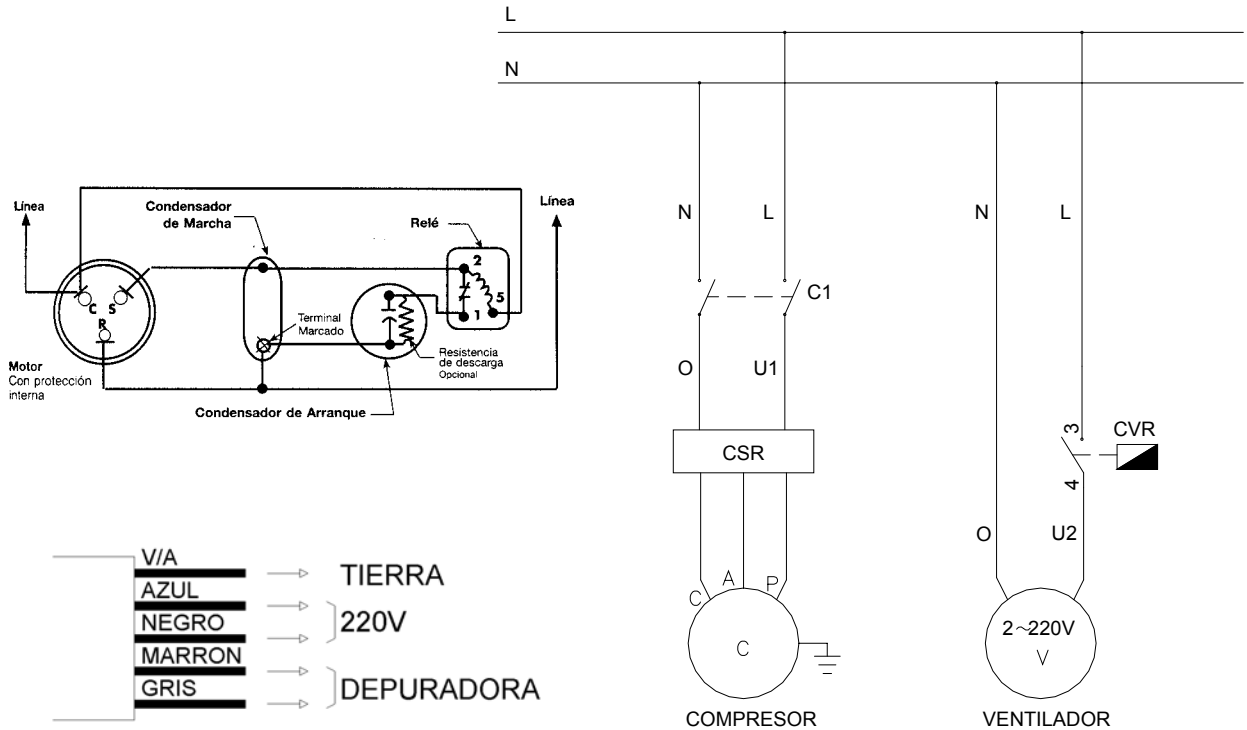 L
N
Línea
Condensador
de Marcha
Relé
Línea
2
5
1
C S
R
Terminal
Marcado
Resistencia
de descarga
Opcional
Motor
Con protección
interna
Condensador de Arranque
V/A
AZUL
NEGRO
MARRON
GRIS
TIERRA
220V
DEPURADORA
N L
C1
O U1
CSR
C A P
C
COMPRESOR
N L
3
CVR
4
O U2
2~220V
V
VENTILADOR